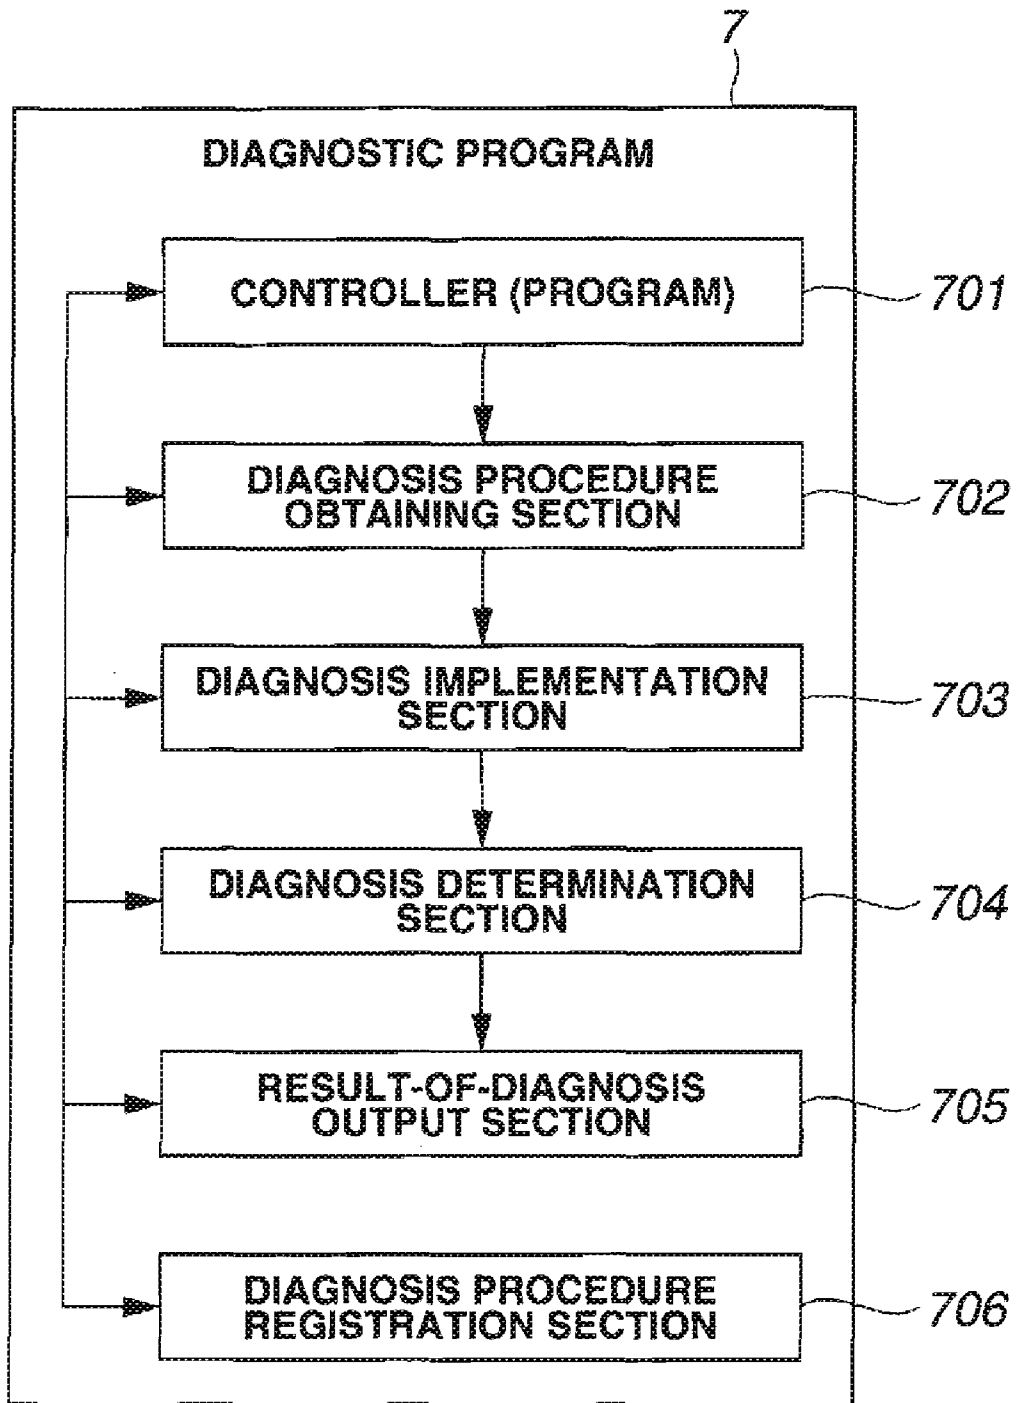 7
DIAGNOSTIC PROGRAM
CONTROLLER (PROGRAM)
701
DIAGNOSIS PROCEDURE
OBTAINING SECTION
702
DIAGNOSIS IMPLEMENTATION
SECTION
703
DIAGNOSIS DETERMINATION
SECTION
704
RESULT-OF-DIAGNOSIS
OUTPUT SECTION
705
DIAGNOSIS PROCEDURE
REGISTRATION SECTION
706